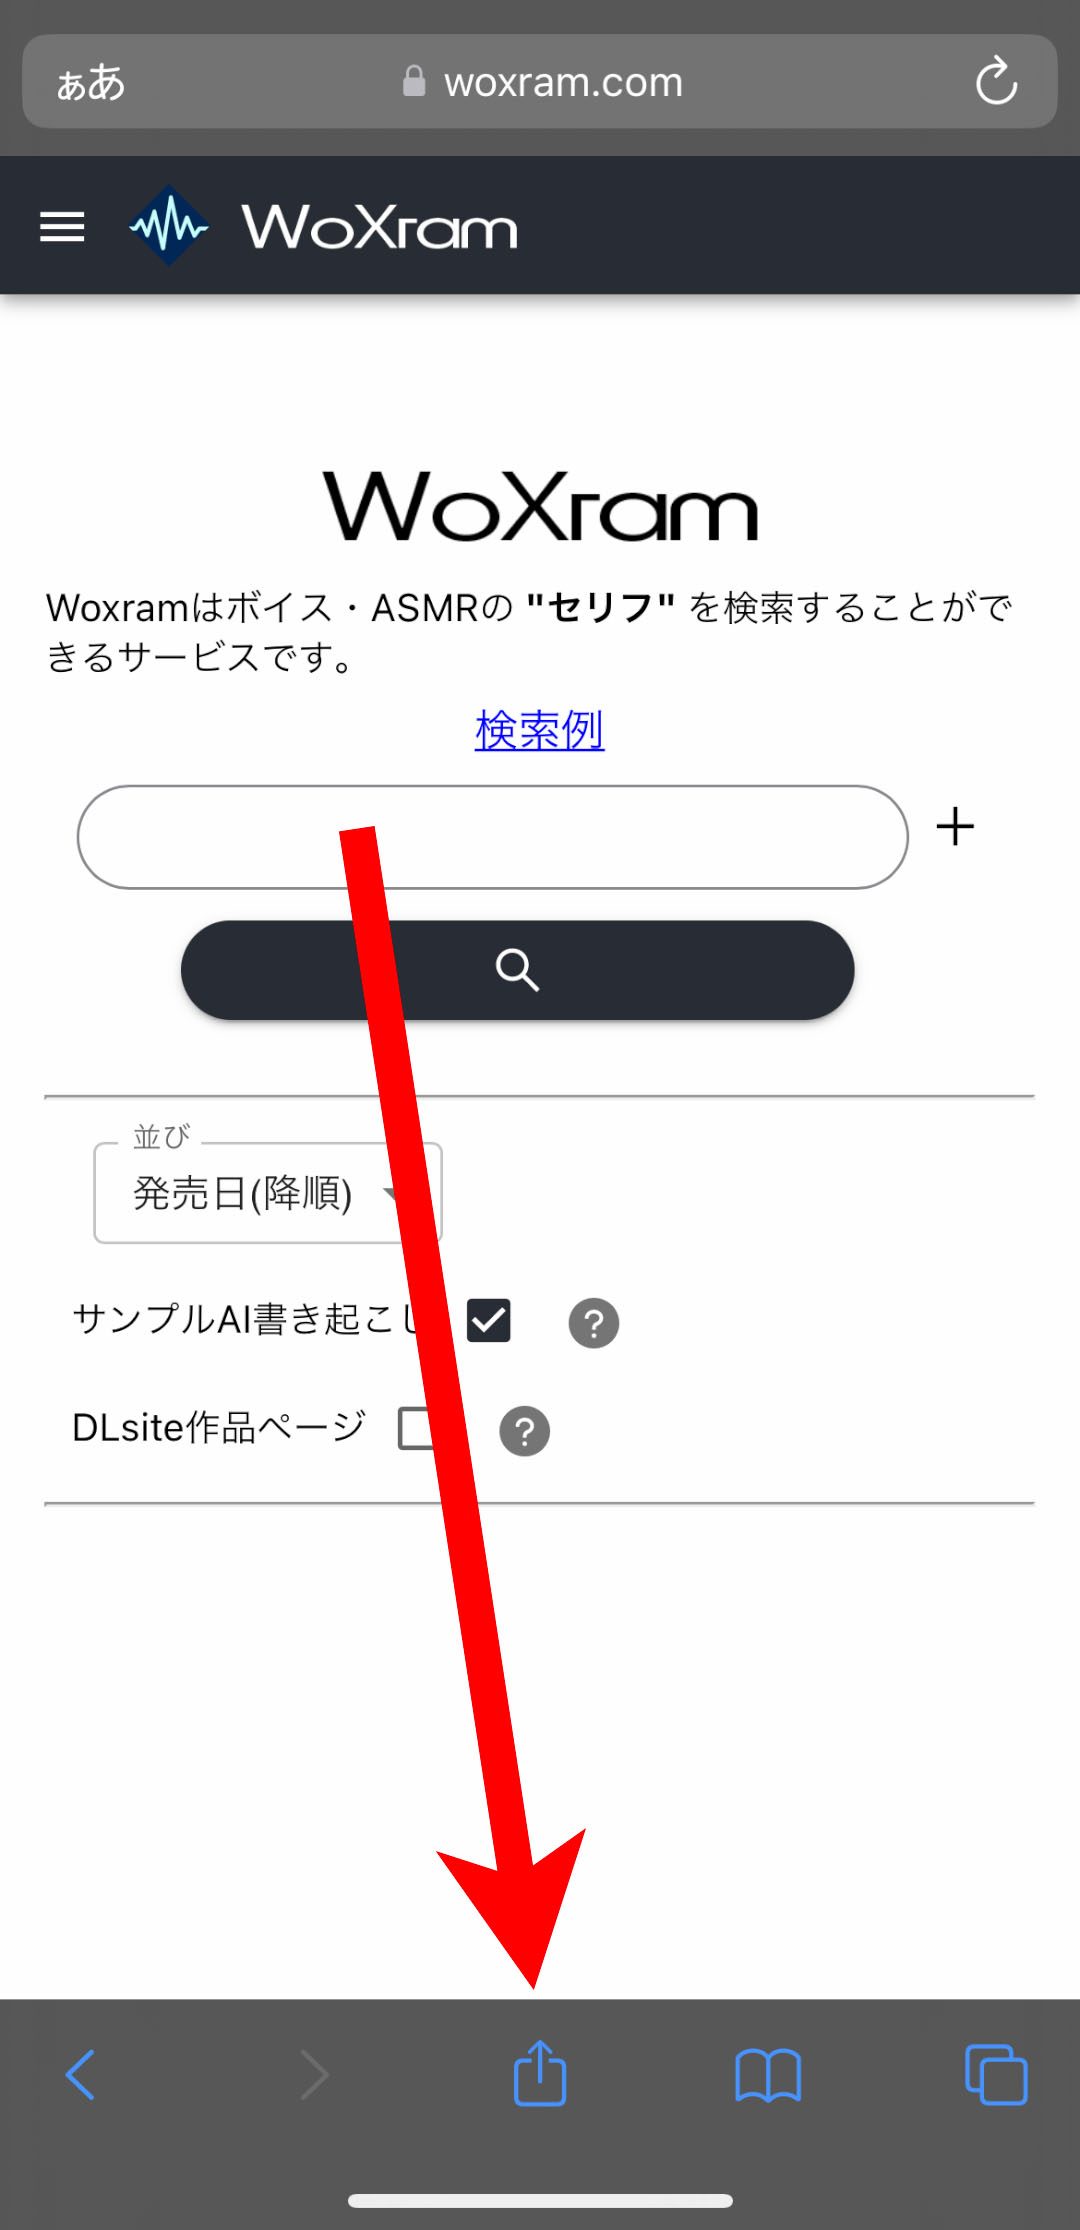 ぁあ woxram.com
WoXram
WoXram
Woxramはボイス・ASMRの "セリフ" を検索することがで
きるサービスです。
検索例
並び
発売日(降順)
サンプルAI書き起こし ?
DLsite作品ページ ?